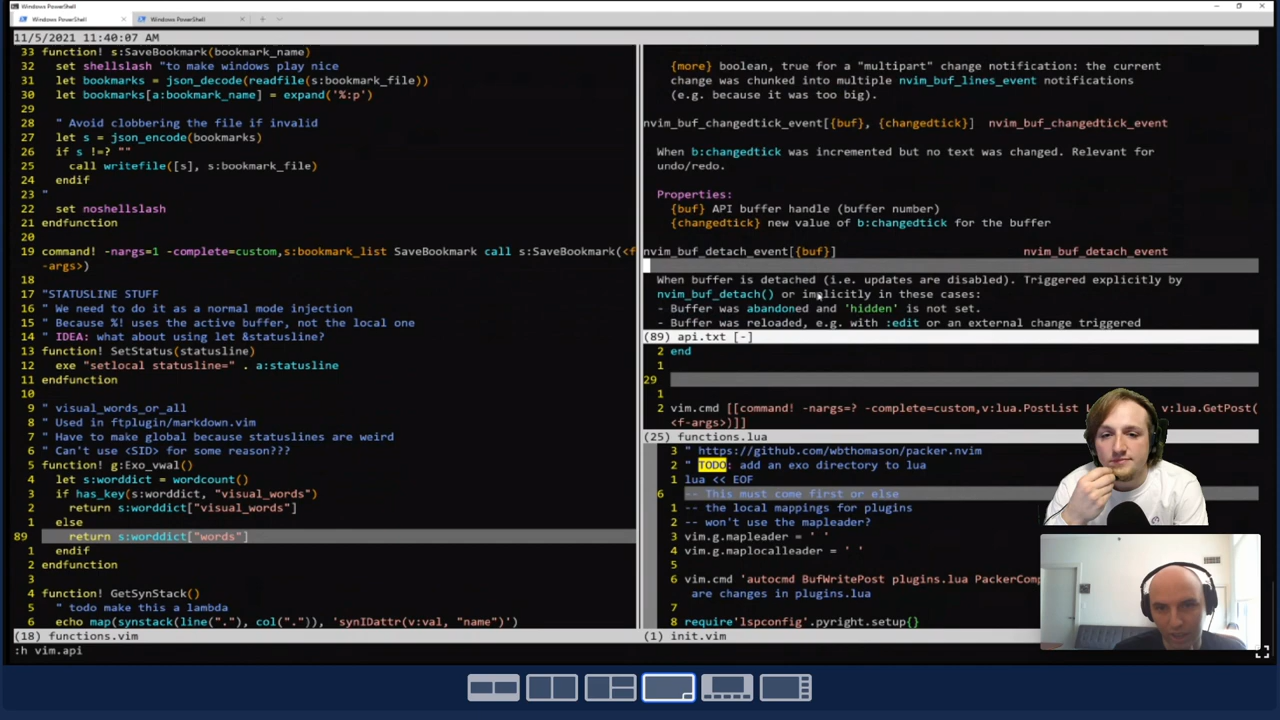 Windows PowerShell
Windows PowerShell
11/5/2021 11:40:07 AM
33 function! s:SaveBookmark(bookmark_name)
32 set shellslash "to make windows play nice
31 let bookmarks = json_decode(readfile(s:bookmark_file))
30 let bookmarks[a:bookmark_name] = expand('%:p')
29
28 " Avoid clobbering the file if invalid
27 let s = json_encode(bookmarks)
26 if s !=? ""
25 call writefile([s], s:bookmark_file)
24 endif
23 "
22 set noshellslash
21 endfunction
20
19 command! -nargs=1 -complete=custom,s:bookmark_list SaveBookmark call s:SaveBookmark(<f
-args>)
18
17 "STATUSLINE STUFF
16 " We need to do it as a normal mode injection
15 " Because %! uses the active buffer, not the local one
14 " IDEA: what about using let &statusline?
13 function! SetStatus(statusline)
12 exe "setlocal statusline=" . a:statusline
11 endfunction
10
9 " visual_words_or_all
8 " Used in ftplugin/markdown.vim
7 " Have to make global because statuslines are weird
6 " Can't use <SID> for some reason???
5 function! g:Exo_vwal()
4 let s:worddict = wordcount()
3 if has_key(s:worddict, "visual_words")
2 return s:worddict["visual_words"]
1 else
89 return s:worddict["words"]
1 endif
2 endfunction
3
4 function! GetSynStack()
5 " todo make this a lambda
6 echo map(synstack(line("."), col(".")), 'synIDattr(v:val, "name")')
(18) functions.vim
:h vim.api
{more} boolean, true for a "multipart" change notification: the current
change was chunked into multiple nvim_buf_lines_event notifications
(e.g. because it was too big).
nvim_buf_changedtick_event[{buf}, {changedtick}] nvim_buf_changedtick_event
When b:changedtick was incremented but no text was changed. Relevant for
undo/redo.
Properties:
{buf} API buffer handle (buffer number)
{changedtick} new value of b:changedtick for the buffer
nvim_buf_detach_event[{buf}] nvim_buf_detach_event
When buffer is detached (i.e. updates are disabled). Triggered explicitly by
nvim_buf_detach() or implicitly in these cases:
- Buffer was abandoned and 'hidden' is not set.
- Buffer was reloaded, e.g. with :edit or an external change triggered
(89) api.txt [-]
2 end
1
29
1
2 vim.cmd [[command! -nargs=? -complete=custom,v:lua.PostList L v:lua.GetPost(
<f-args>)]]
(25) functions.lua
3 " https://github.com/wbthomason/packer.nvim
2 " TODO: add an exo directory to lua
1 lua << EOF
6 -- This must come first or else
1 -- the local mappings for plugins
2 -- won't use the mapleader?
3 vim.g.mapleader = ' '
4 vim.g.maplocalleader = ' '
5
6 vim.cmd 'autocmd BufWritePost plugins.lua PackerComp
are changes in plugins.lua
7
8 require'lspconfig'.pyright.setup{}
(1) init.vim